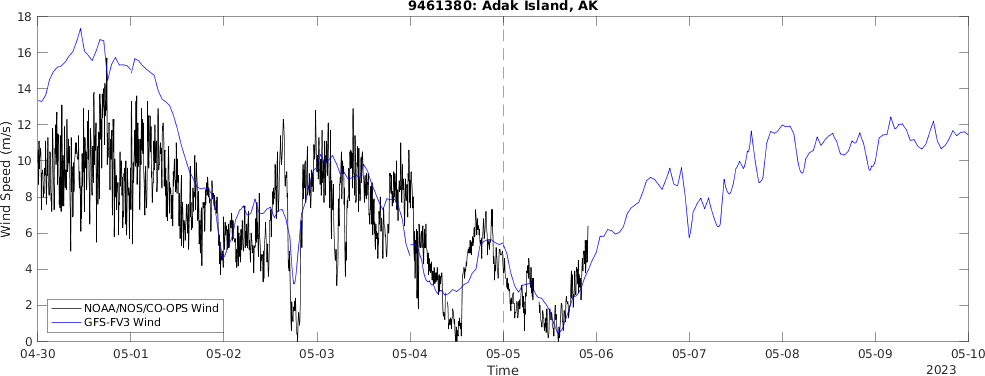 9461380: Adak Island, AK
Wind Speed (m/s)
18
16
14
12
10
8
6
4
2
0
NOAA/NOS/CO-OPS Wind
GFS-FV3 Wind
04-30 05-01 05-02 05-03 05-04 05-05 05-06 05-07 05-08 05-09 05-10
Time
2023